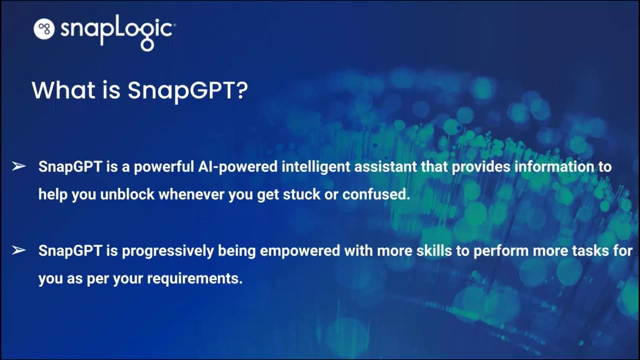 snapLogic
What is SnapGPT?
➢ SnapGPT is a powerful AI-powered intelligent assistant that provides information to
help you unblock whenever you get stuck or confused.
➢ SnapGPT is progressively being empowered with more skills to perform more tasks for
you as per your requirements.